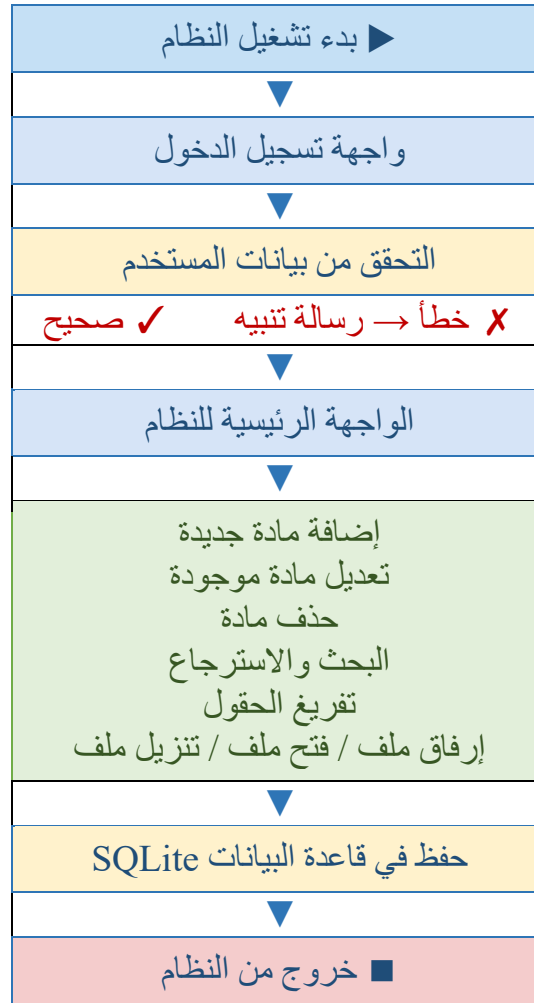 ▶ بدء تشغيل النظام
▼
واجهة تسجيل الدخول
▼
التحقق من بيانات المستخدم
✗ خطأ → رسالة تنبيه ✓ صحيح
▼
الواجهة الرئيسية للنظام
▼
إضافة مادة جديدة
تعديل مادة موجودة
حذف مادة
البحث والاسترجاع
تفريغ الحقول
إرفاق ملف / فتح ملف / تنزيل ملف
▼
حفظ في قاعدة البيانات SQLite
▼
■ خروج من النظام